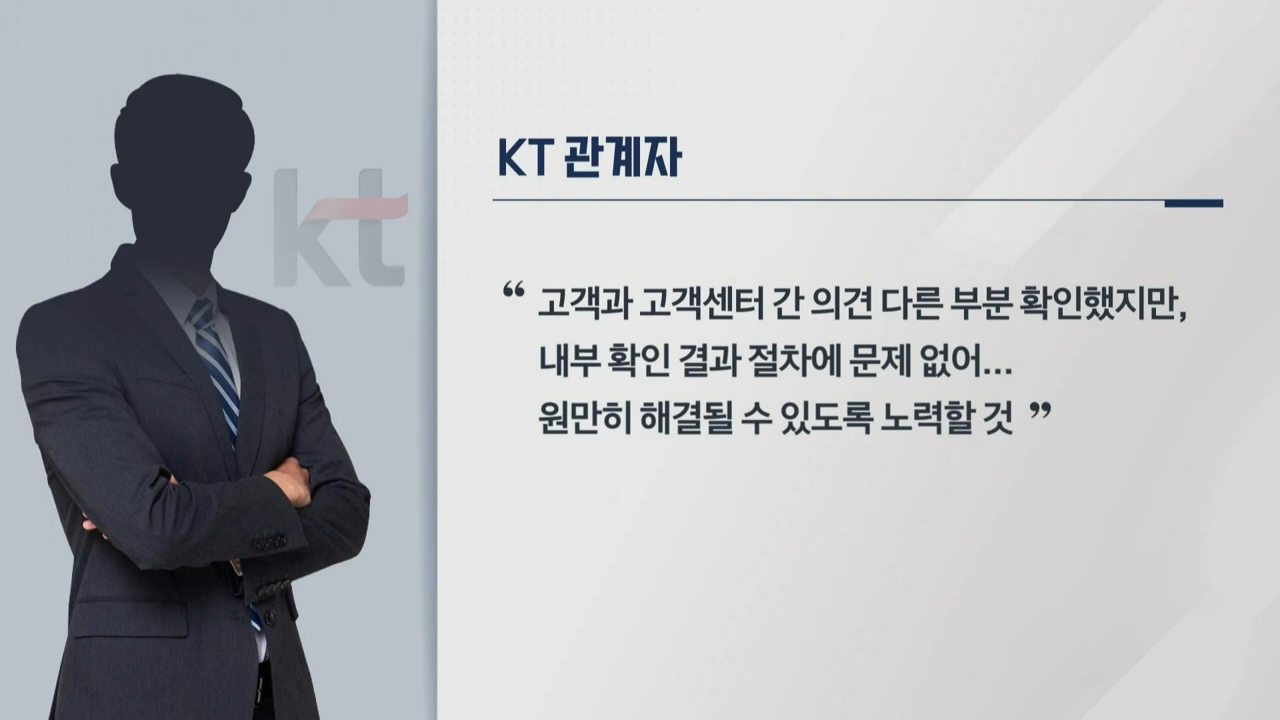 kt
KT 관계자
“ 고객과 고객센터 간 의견 다른 부분 확인했지만,
내부 확인 결과 절차에 문제 없어...
원만히 해결될 수 있도록 노력할 것 ”